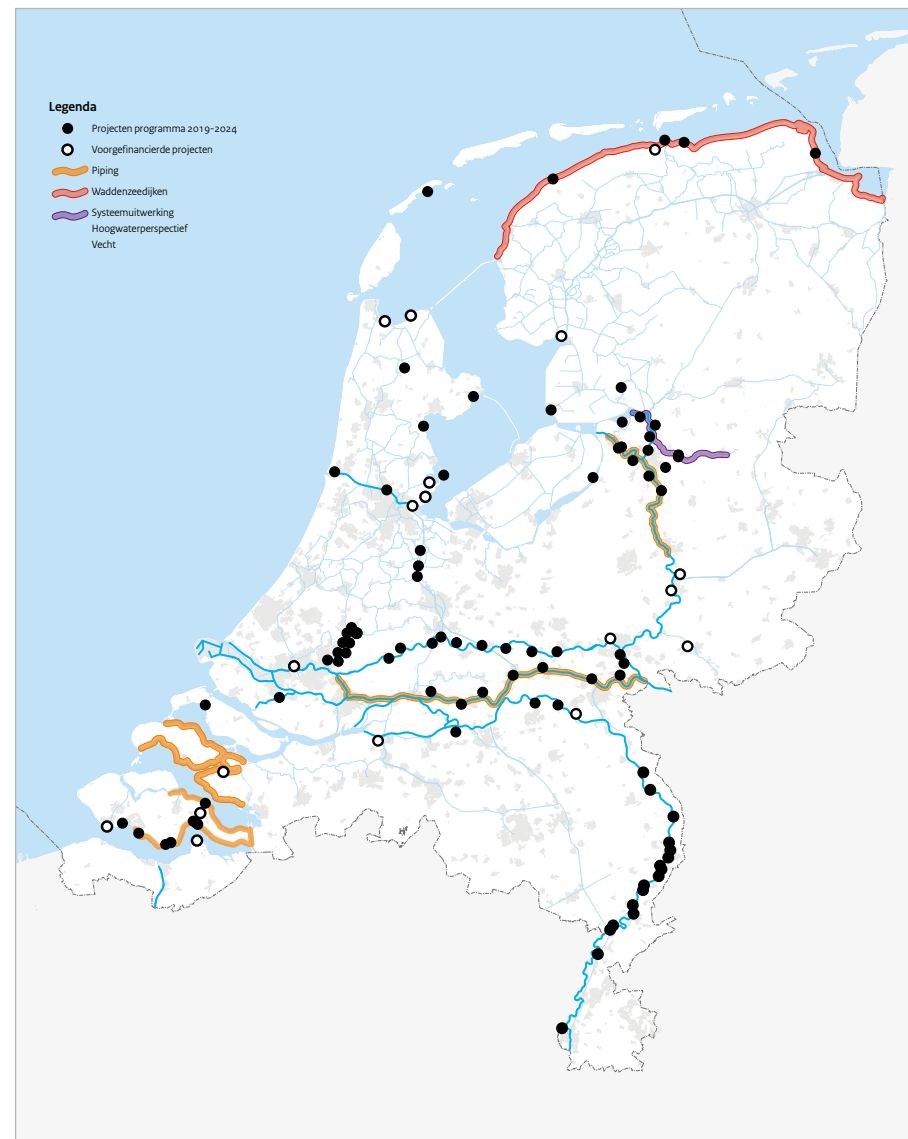 Legenda
Projecten programma 2019-2024
Voorgefinancierde projecten
Piping
Waddenzeedijken
Systeemuitwerking
Hoogwaterperspectief
Vecht